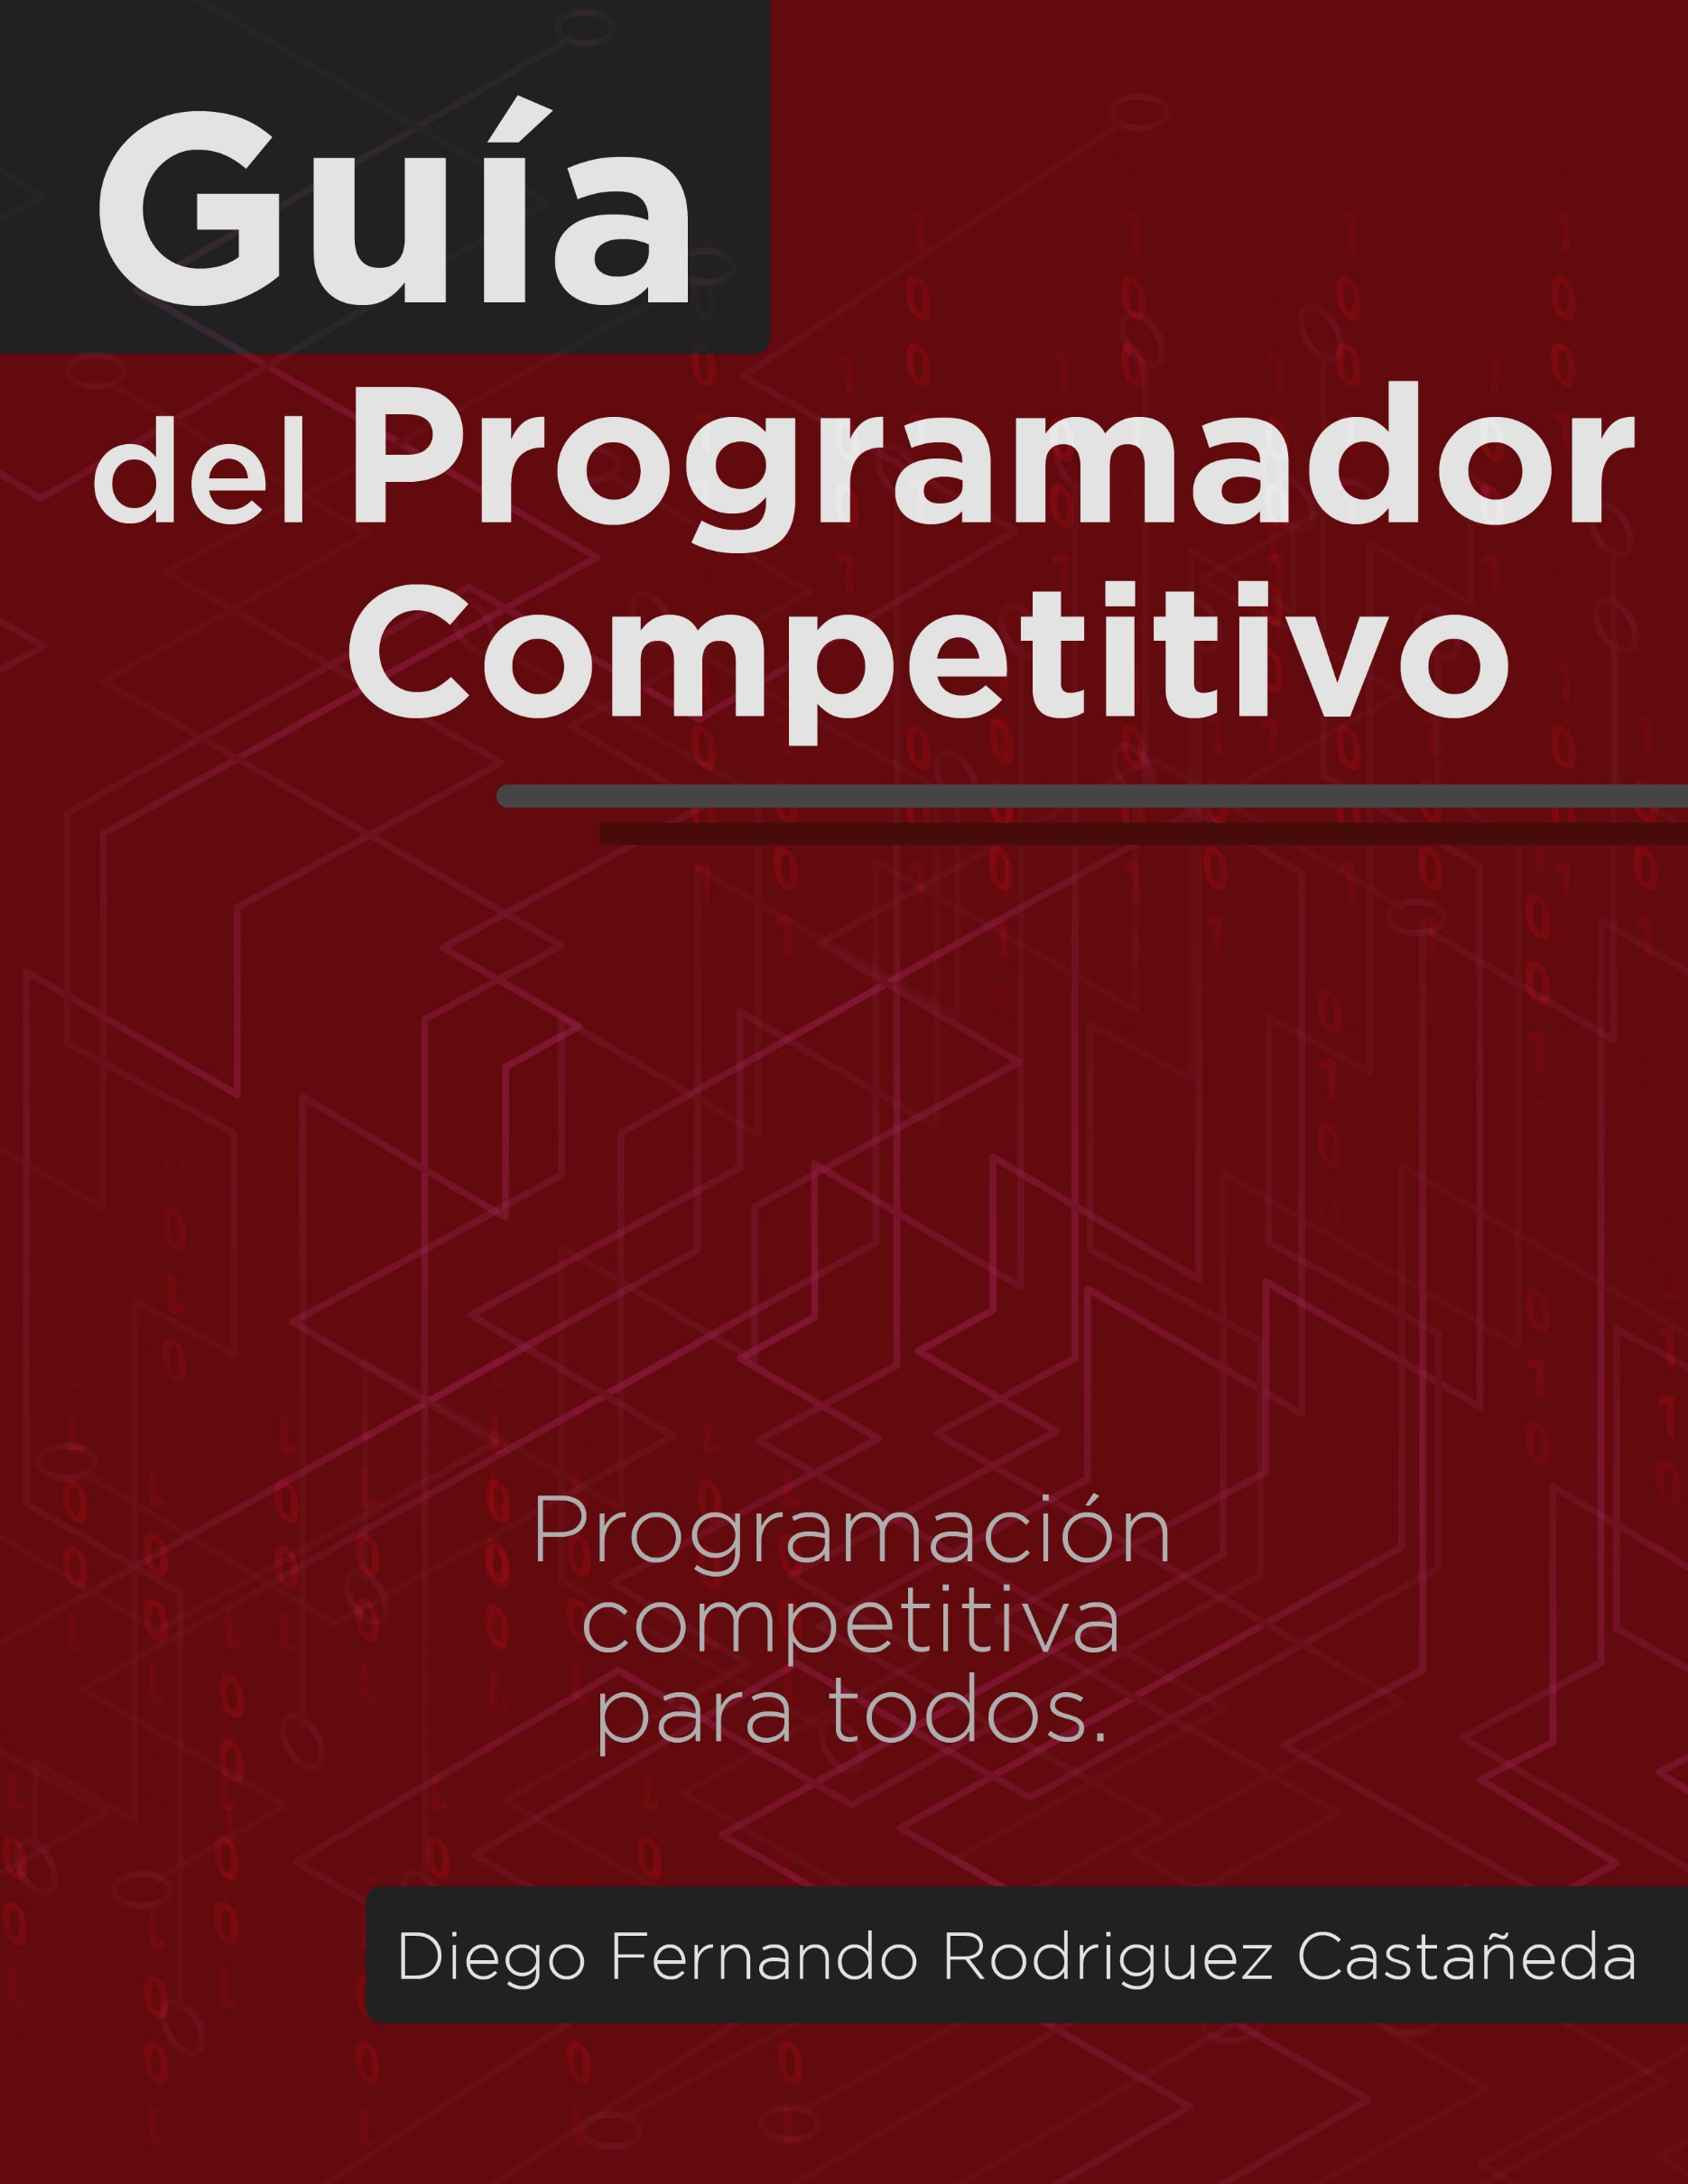 Guía
del Programador
Competitivo
Programación
competitiva
para todos.
Diego Fernando Rodriguez Castañeda